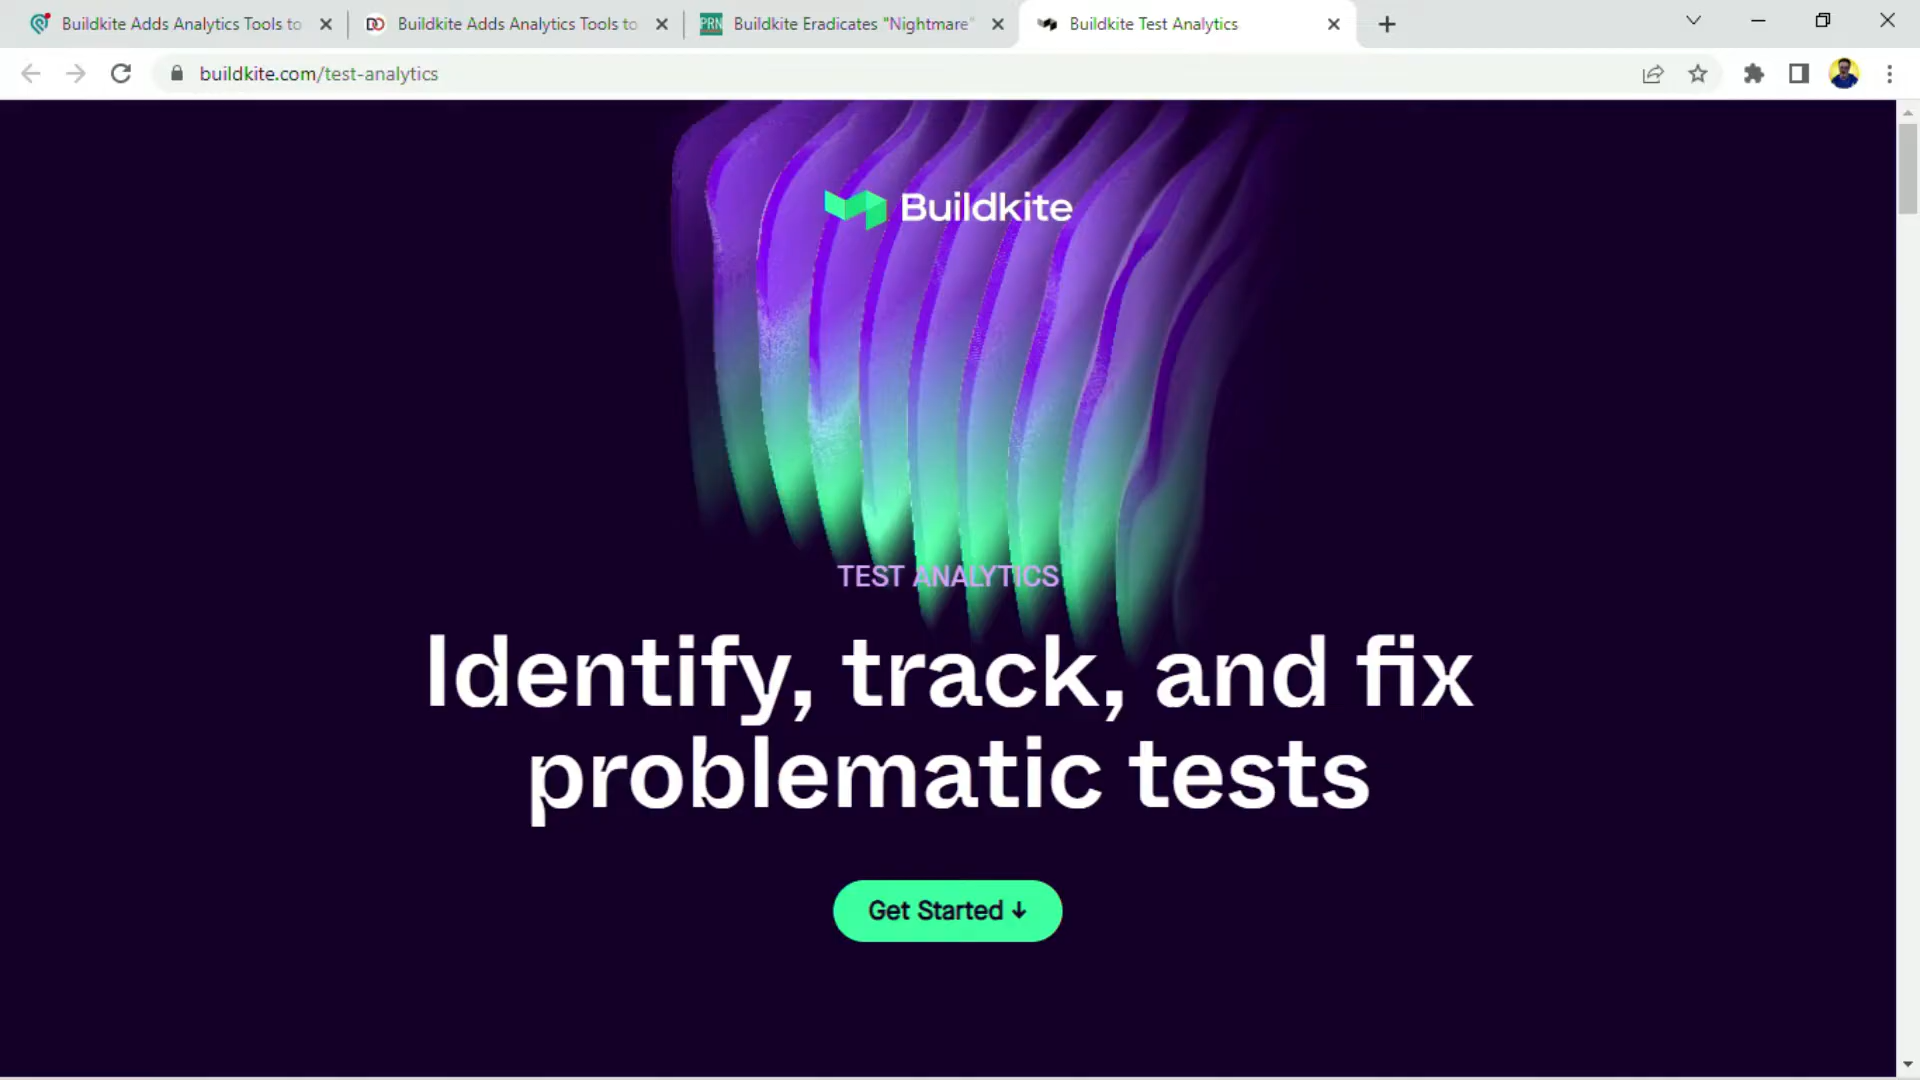 Buildkite Adds Analytics Tools to
Buildkite Adds Analytics Tools to
PRN
Buildkite Eradicates "Nightmare"
Buildkite Test Analytics
buildkite.com/test-analytics
Buildkite
TEST ANALYTICS
Identify, track, and fix
problematic tests
Get Started ↓